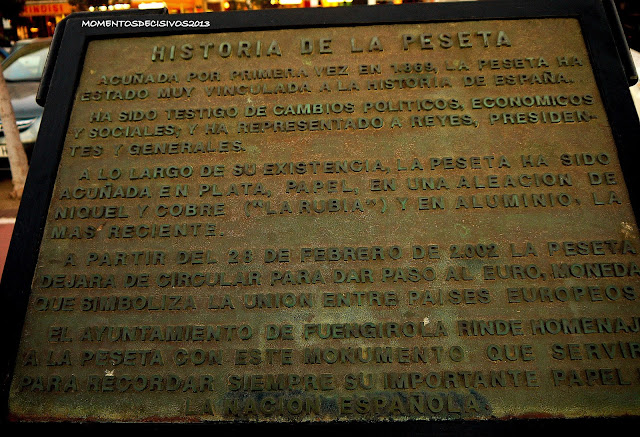 INDISI
MOMENTOSDECISIVOS2013
HISTORIA DE LA PESETA
ACUÑADA POR PRIMERA VEZ EN 1869, LA PESETA HA
ESTADO MUY VINCULADA A LA HISTORIA DE ESPAÑA.
HA SIDO TESTIGO DE CAMBIOS POLITICOS, ECONOMICOS
Y SOCIALES; Y HA REPRESENTADO A REYES, PRESIDEN-
TES Y GENERALES.
A LO LARGO DE SU EXISTENCIA, LA PESETA HA SIDO
ACUÑADA EN PLATA, PAPEL, EN UNA ALEACION DE
NIQUEL Y COBRE ("LA RUBIA") Y EN ALUMINIO, LA
MAS RECIENTE.
A PARTIR DEL 28 DE FEBRERO DE 2.002 LA PESETA
DEJARA DE CIRCULAR PARA DAR PASO AL EURO, MONEDA
QUE SIMBOLIZA LA UNION ENTRE PAISES EUROPEOS
EL AYUNTAMIENTO DE FUENGIROLA RINDE HOMENAJ
A LA PESETA CON ESTE MONUMENTO QUE SERVIR
PARA RECORDAR SIEMPRE SU IMPORTANTE PAPEL
LA NACION ESPAÑOLA